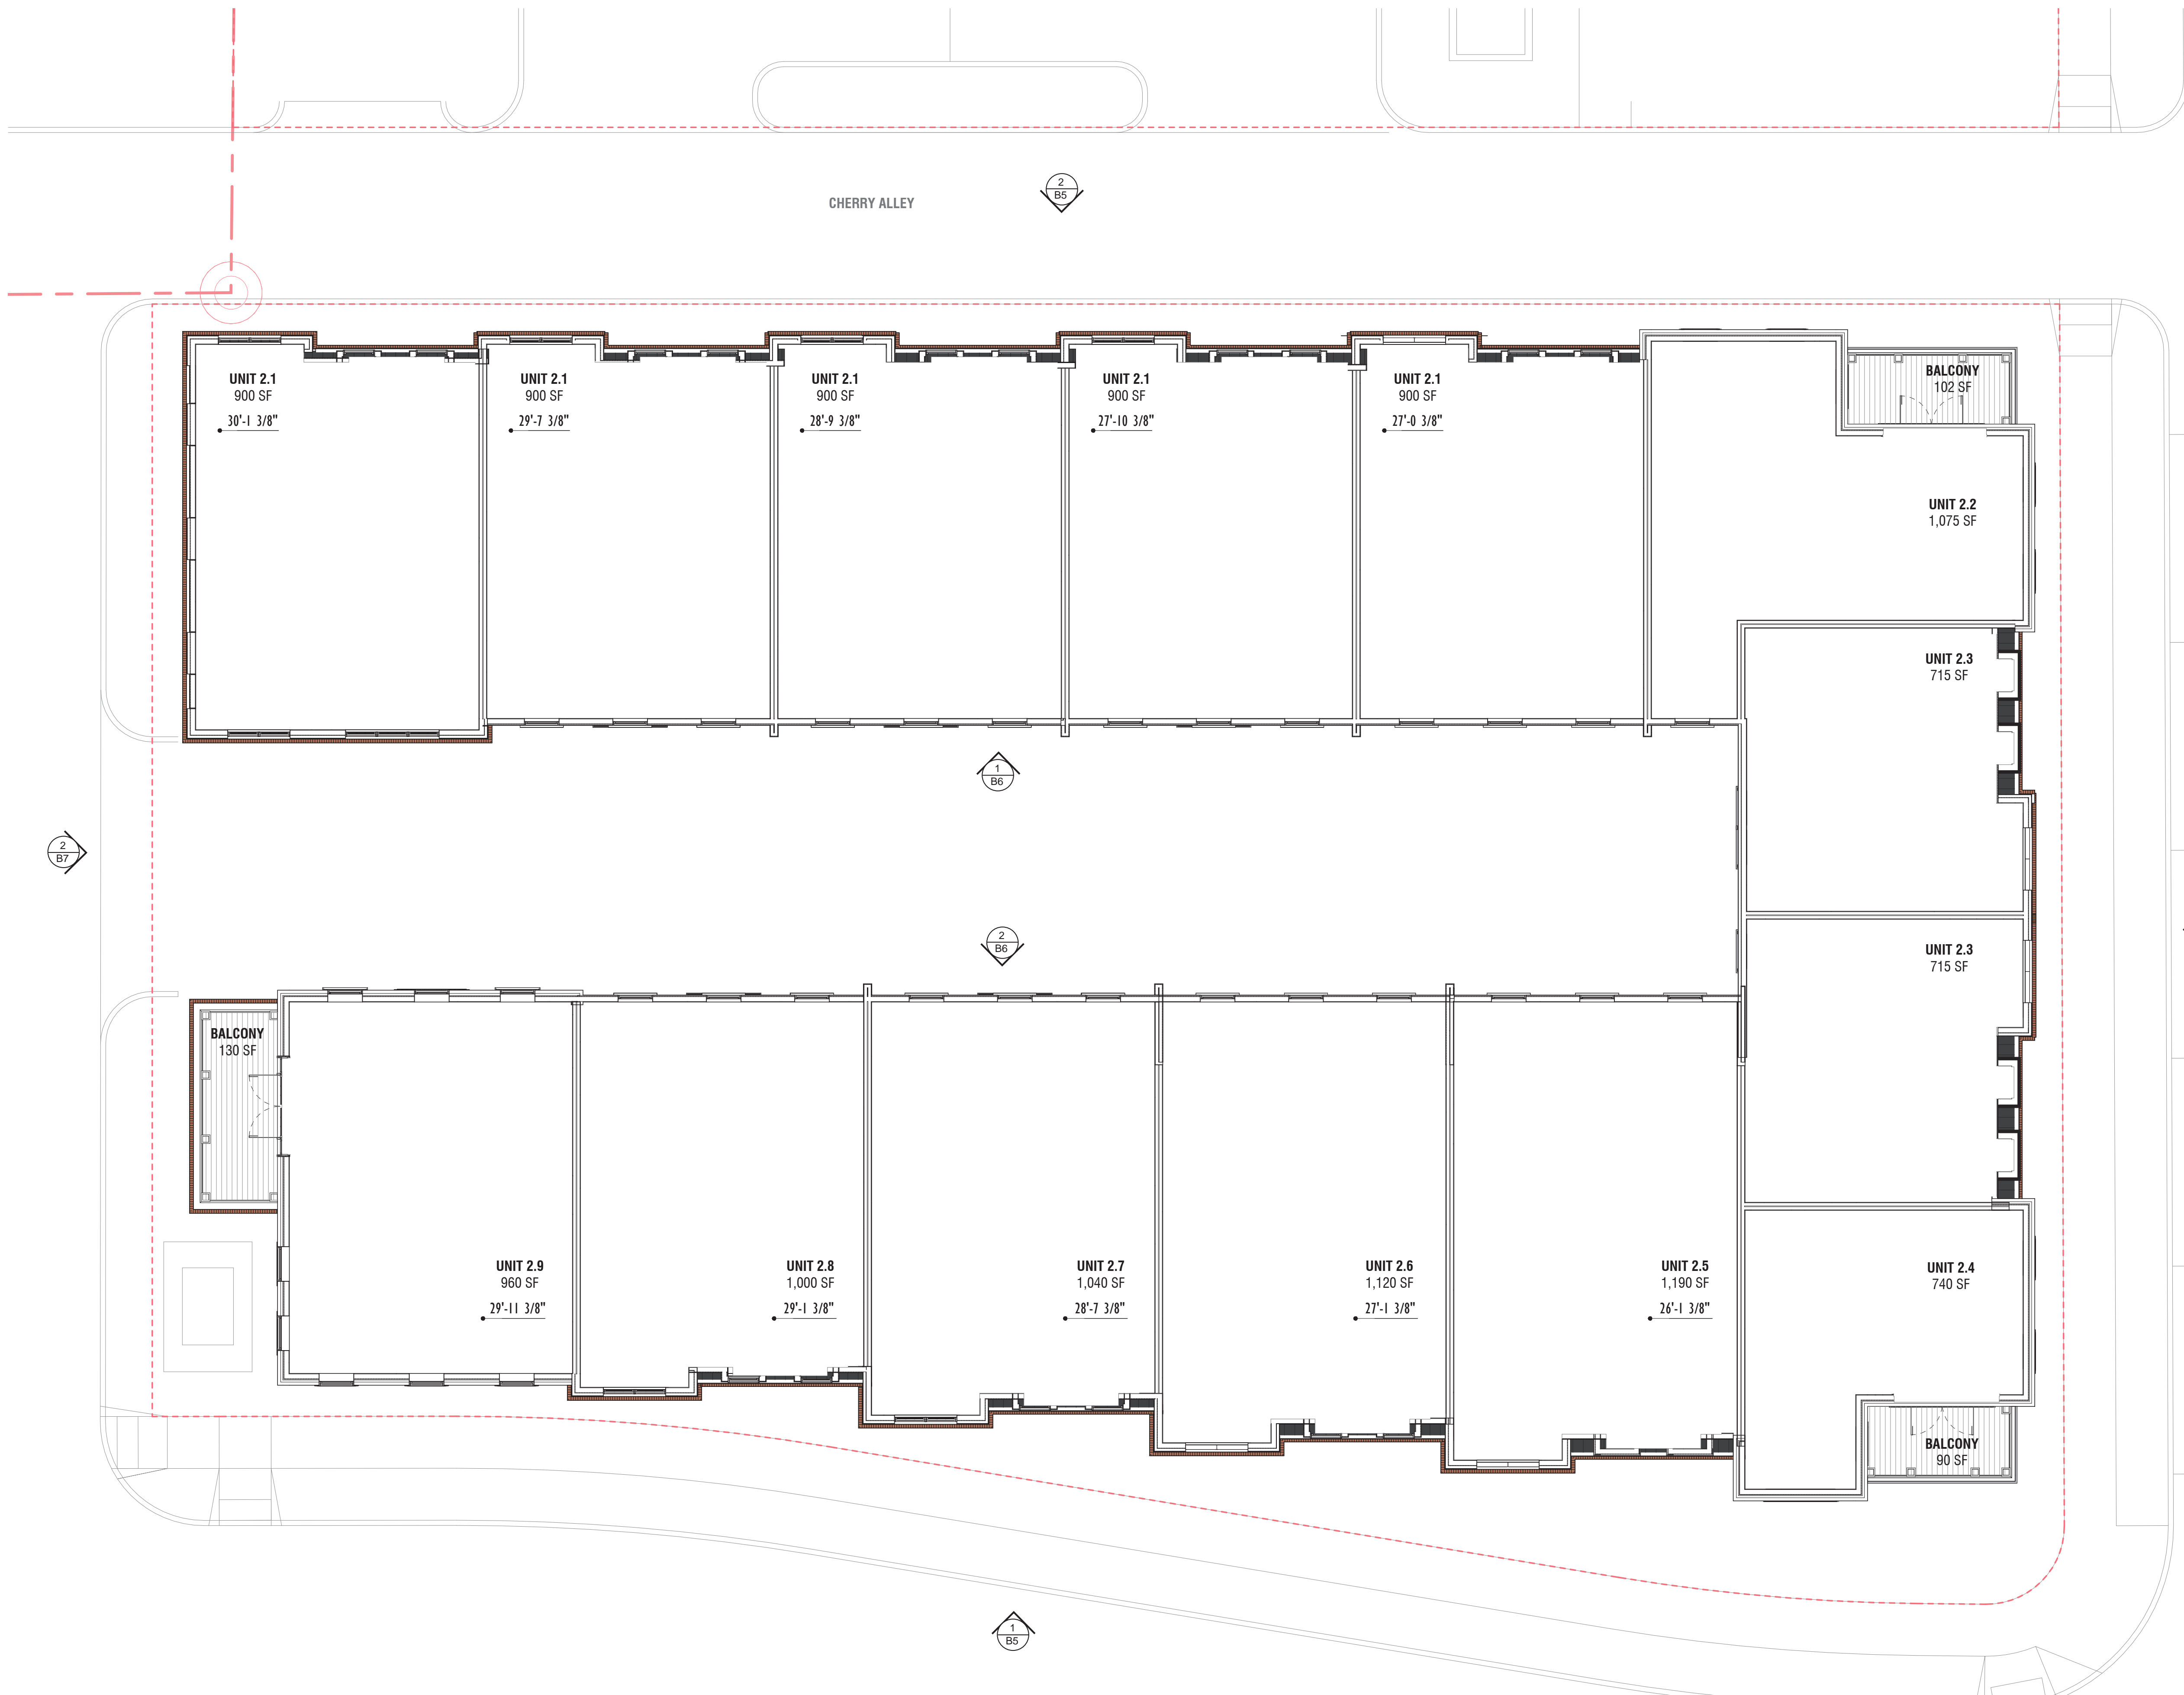 2
B5
CHERRY ALLEY
UNIT 2.1
900 SF
30'-1 3/8"
UNIT 2.1
900 SF
29'-7 3/8"
UNIT 2.1
900 SF
28'-9 3/8"
UNIT 2.1
900 SF
27'-10 3/8"
UNIT 2.1
900 SF
27'-0 3/8"
BALCONY
102 SF
UNIT 2.2
1,075 SF
UNIT 2.3
715 SF
1
B6
2
B7
2
B6
UNIT 2.3
715 SF
BALCONY
130 SF
UNIT 2.9
960 SF
29'-11 3/8"
UNIT 2.8
1,000 SF
29'-1 3/8"
UNIT 2.7
1,040 SF
28'-7 3/8"
UNIT 2.6
1,120 SF
27'-1 3/8"
UNIT 2.5
1,190 SF
26'-1 3/8"
UNIT 2.4
740 SF
BALCONY
90 SF
1
B5